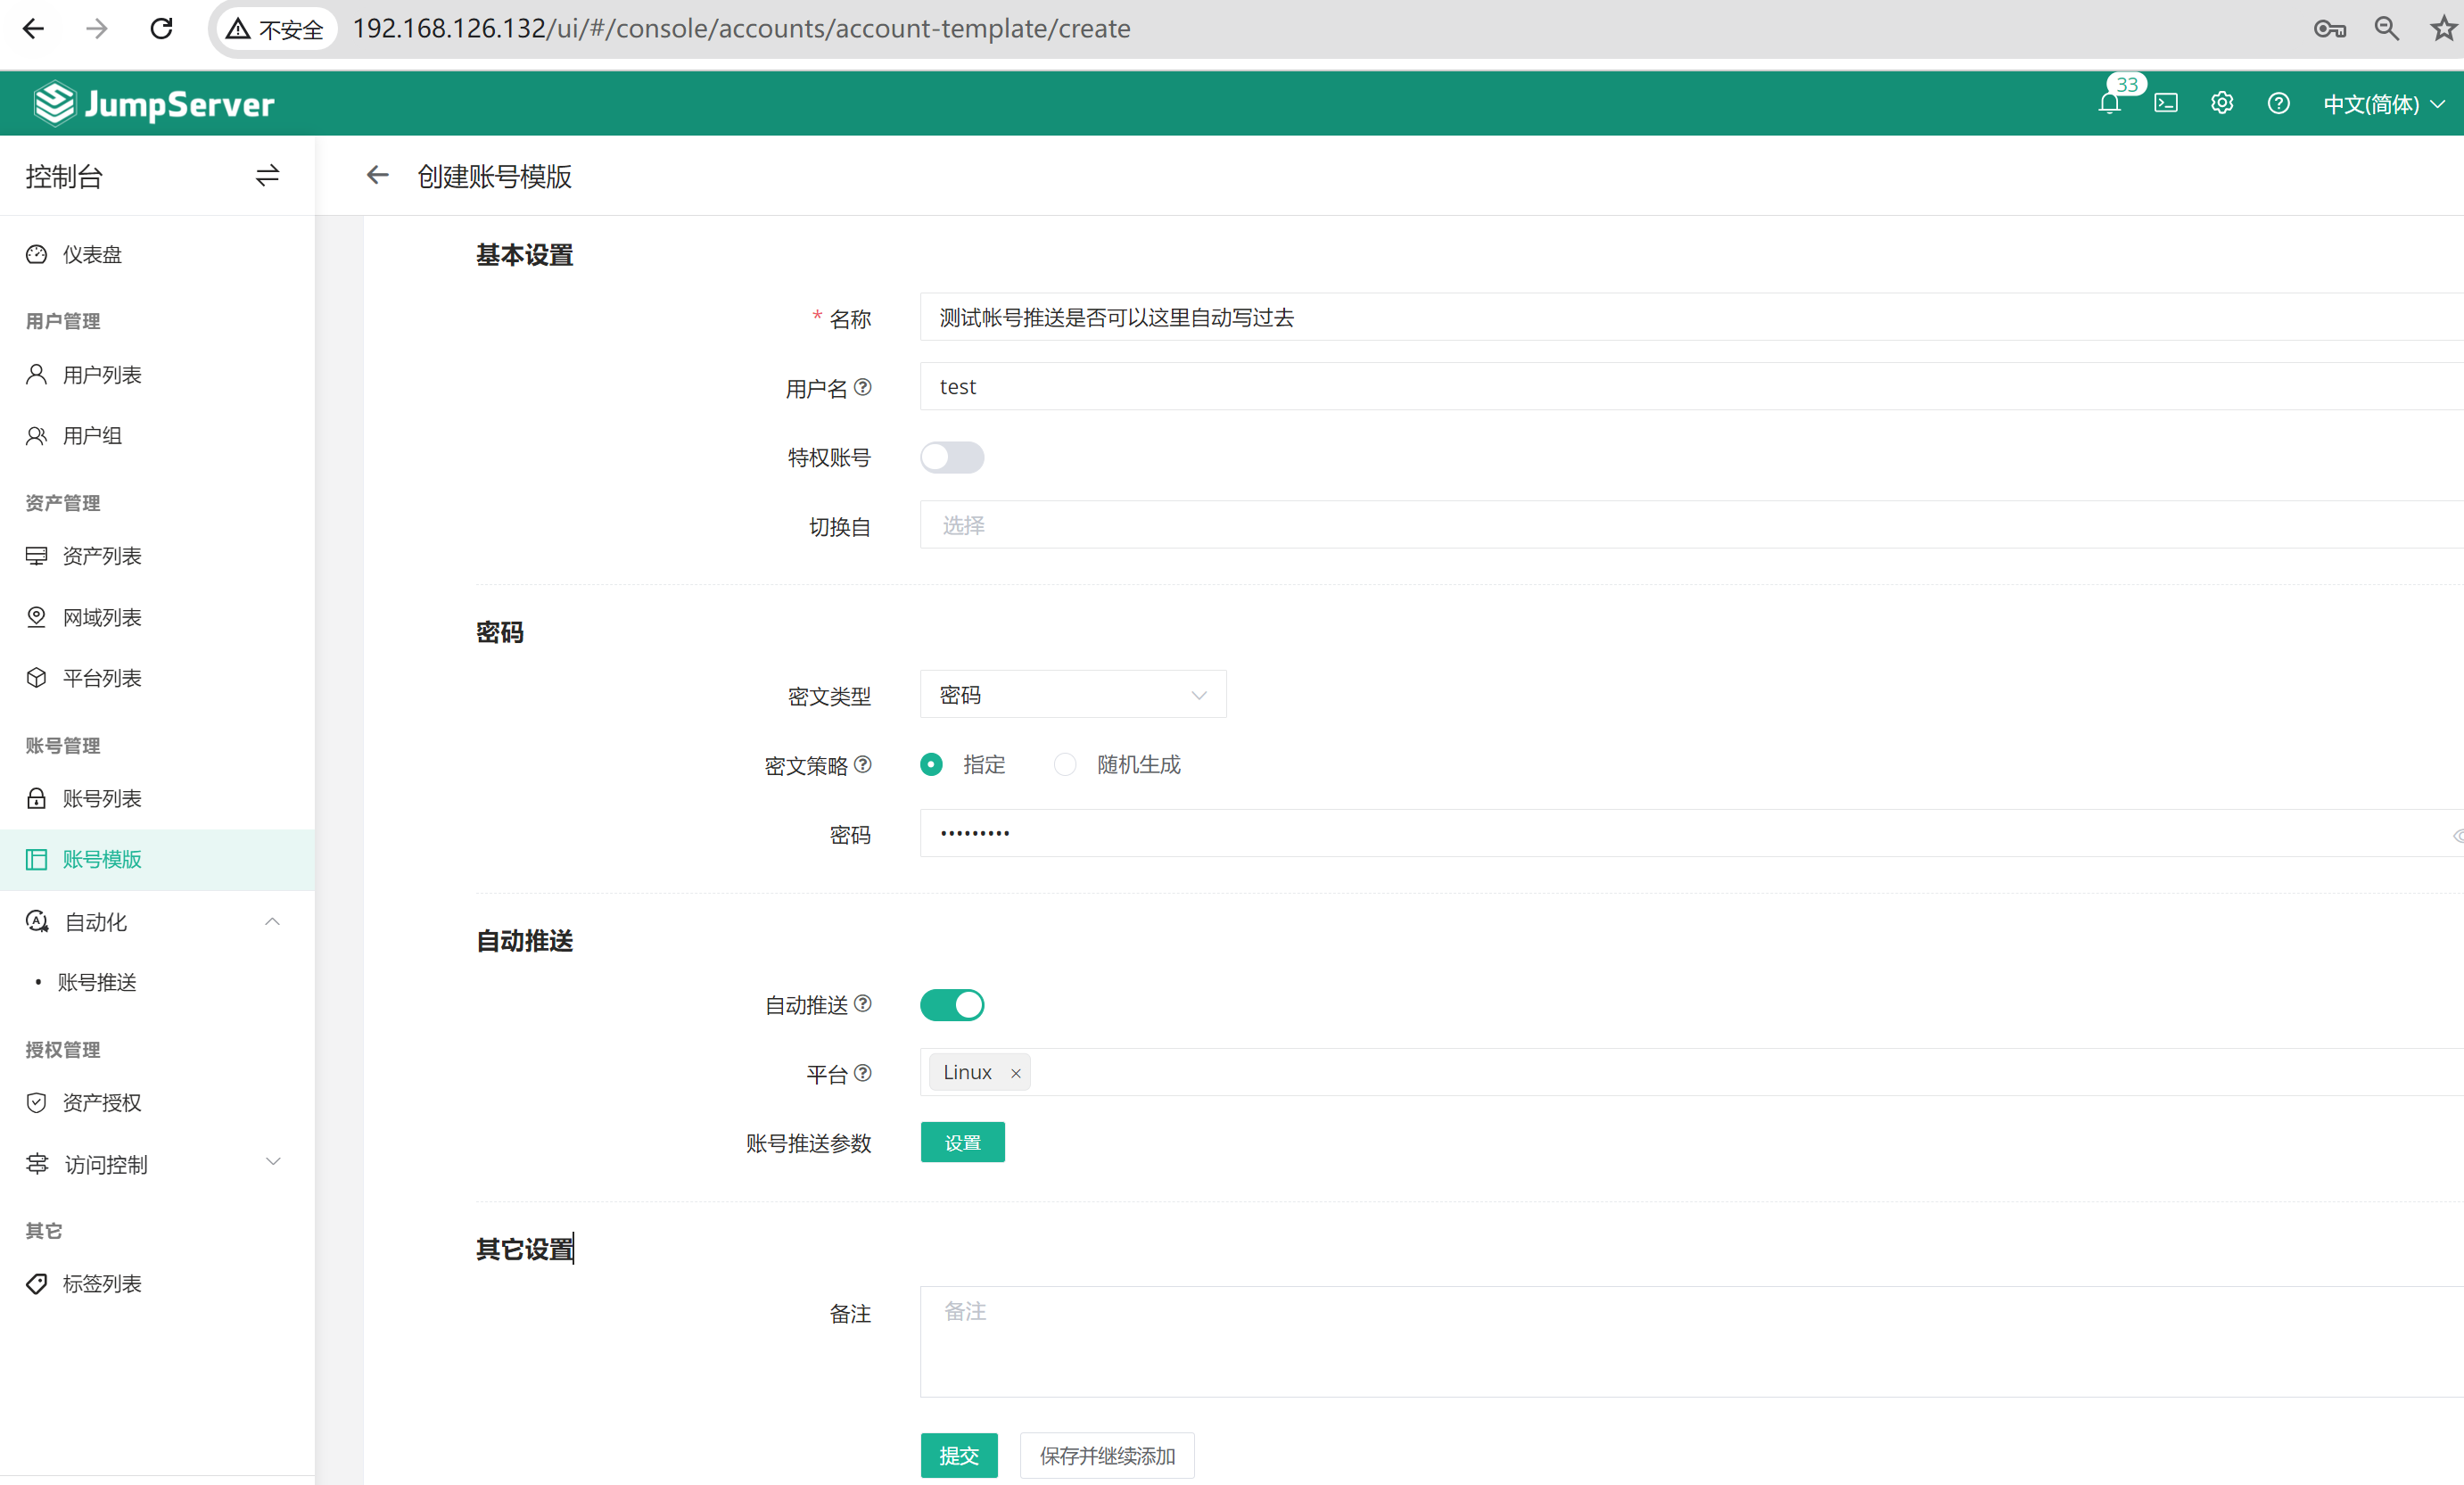 不安全 192.168.126.132/ui/#/console/accounts/account-template/create
JumpServer
33
中文(简体)
控制台
创建账号模版
仪表盘
用户管理
用户列表
用户组
资产管理
资产列表
网域列表
平台列表
账号管理
账号列表
账号模版
自动化
账号推送
授权管理
资产授权
访问控制
其它
标签列表
基本设置
* 名称 测试帐号推送是否可以这里自动写过去
用户名 test
特权账号
切换自 选择
密码
密文类型 密码
密文策略 指定 随机生成
密码 •••••••••
自动推送
自动推送
平台 Linux ×
账号推送参数 设置
其它设置
备注 备注
提交 保存并继续添加